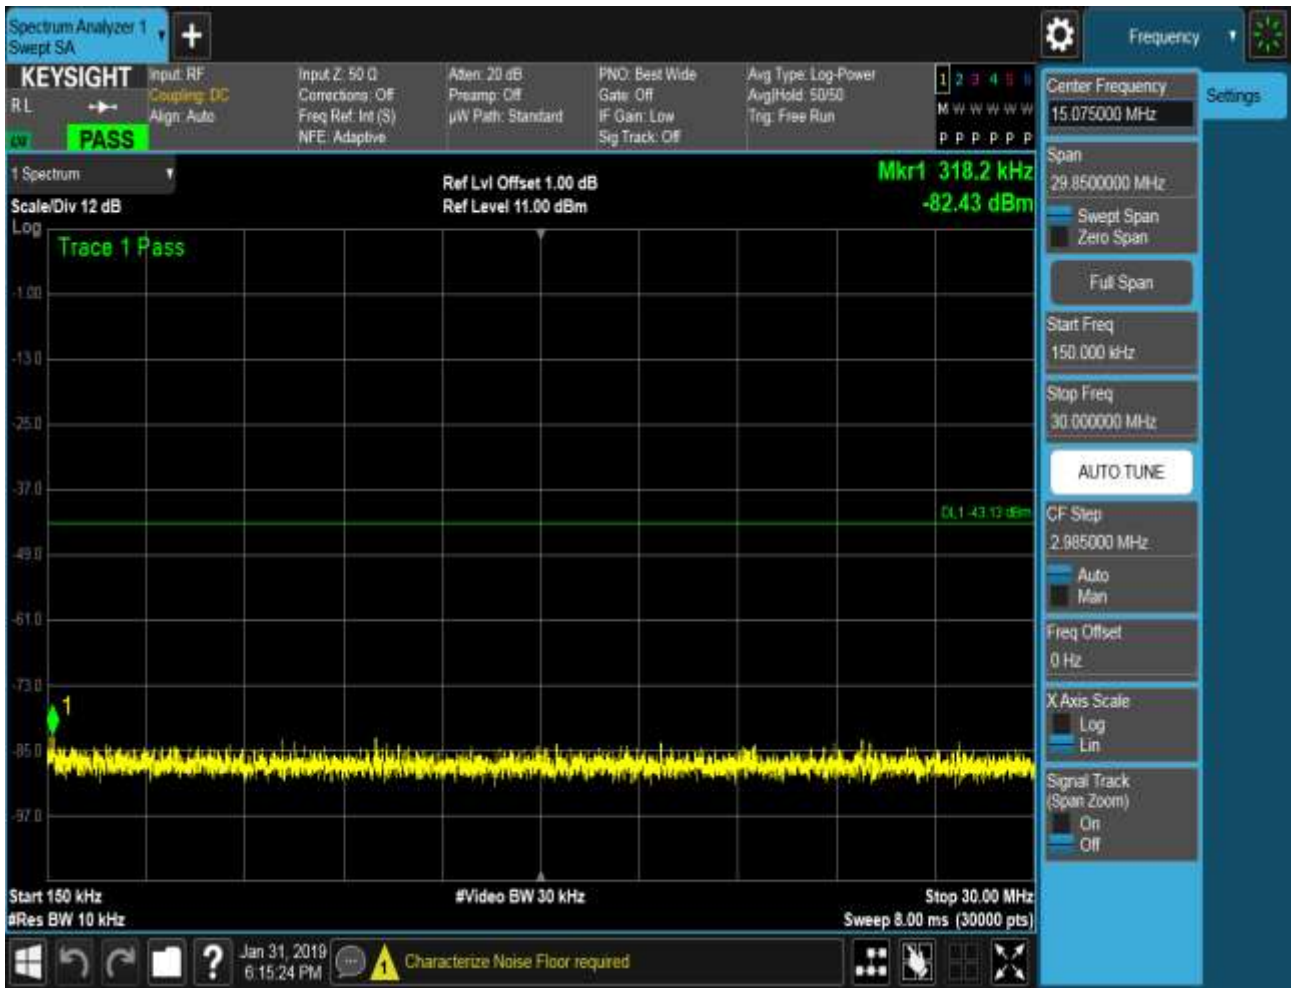 Spectrum Analyzer 1
Swept SA
Frequency
KEYSIGHT
R L
PASS
Input: RF
Coupling: DC
Align: Auto
Input Z: 50 Ω
Corrections: Off
Freq Ref: Int (S)
NFE: Adaptive
Atten: 20 dB
Preamp: Off
µW Path: Standard
PNO: Best Wide
Gate: Off
IF Gain: Low
Sig Track: Off
Avg Type: Log-Power
Avg|Hold: 50/50
Trig: Free Run
1 2 3 4 5 6
M W W W W W
P P P P P P
1 Spectrum
Scale/Div 12 dB
Log
Ref Lvl Offset 1.00 dB
Ref Level 11.00 dBm
Mkr1 318.2 kHz
-82.43 dBm
Trace 1 Pass
-1.00
-13.0
-25.0
-37.0
DL1 -43.12 dBm
-49.0
-61.0
-73.0
1
-85.0
-97.0
Start 150 kHz
#Video BW 30 kHz
Stop 30.00 MHz
#Res BW 10 kHz
Sweep 8.00 ms (30000 pts)
Center Frequency
15.075000 MHz
Settings
Span
29.8500000 MHz
Swept Span
Zero Span
Full Span
Start Freq
150.000 kHz
Stop Freq
30.000000 MHz
AUTO TUNE
CF Step
2.985000 MHz
Auto
Man
Freq Offset
0 Hz
X Axis Scale
Log
Lin
Signal Track
(Span Zoom)
On
Off
?
Jan 31, 2019
6:15:24 PM
1
Characterize Noise Floor required